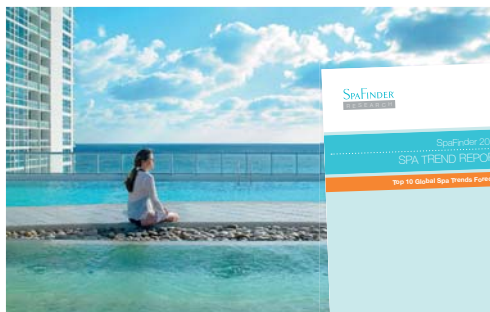 SPAFINDER
RESEARCH
SpaFinder 20
SPA TREND REPO
Top 10 Global Spa Trends Fore